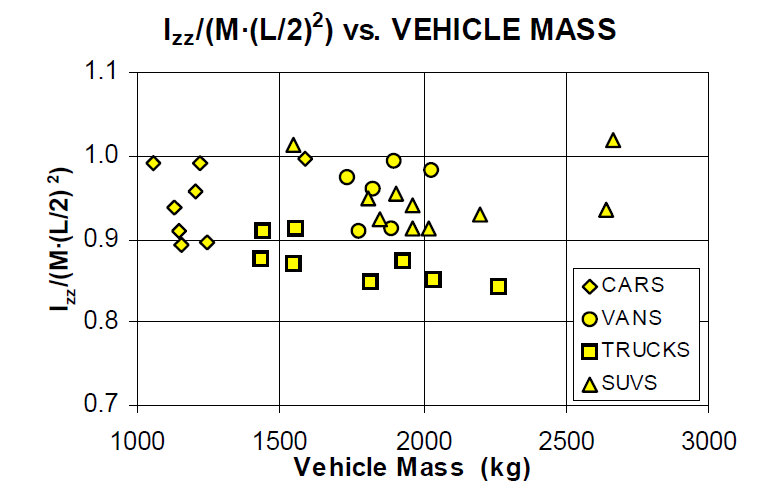 Izz/(M·(L/2)²) vs. VEHICLE MASS
1.1
1.0
0.9
0.8
0.7
Izz/(M·(L/2)²)
CARS
VANS
TRUCKS
SUVS
1000 1500 2000 2500 3000
Vehicle Mass (kg)